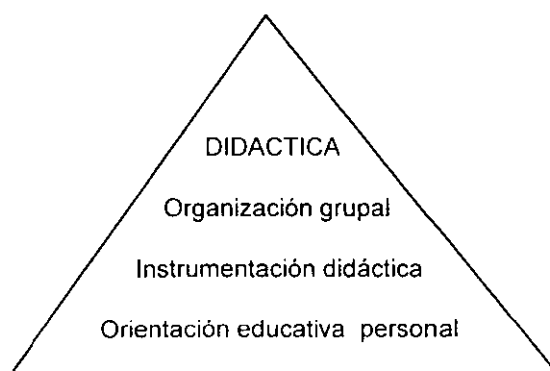 DIDACTICA
Organización grupal
Instrumentación didáctica
Orientación educativa personal